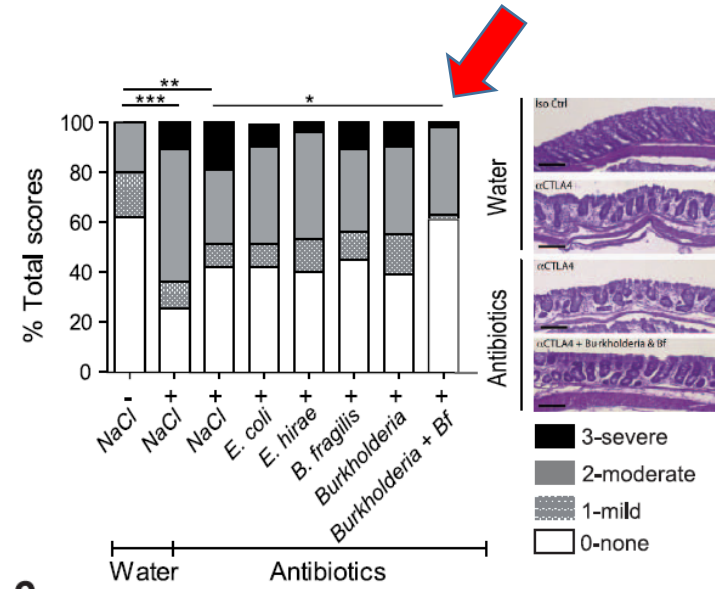 **
***
*
% Total scores
100
80
60
40
20
0
-
+
+
+
+
+
+
+
NaCl
NaCl
NaCl
E. coli
E. hirae
B. fragilis
Burkholderia
Burkholderia + Bf
Water
Antibiotics
Water
Antibiotics
Iso Ctrl
αCTLA4
αCTLA4
αCTLA4 + Burkholderia & Bf
3-severe
2-moderate
1-mild
0-none